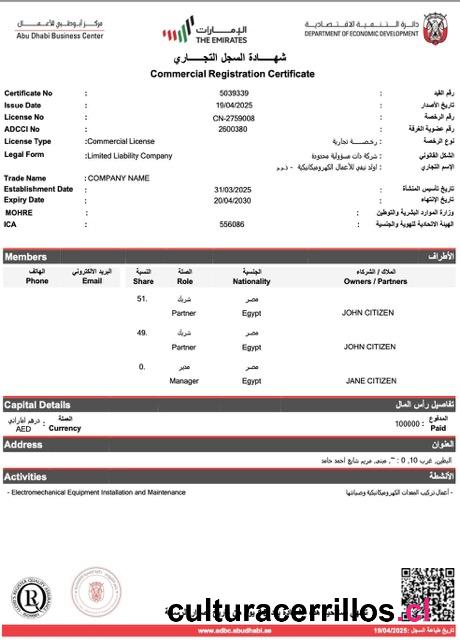 مركز أبوظبي للأعمال
Abu Dhabi Business Center
الإمارات
THE EMIRATES
دائرة التنمية الاقتصادية
DEPARTMENT OF ECONOMIC DEVELOPMENT
شهادة السجل التجاري
Commercial Registration Certificate
Certificate No : 5039339 : رقم القيد
Issue Date : 19/04/2025 : تاريخ الأصدار
License No : CN-2759008 : رقم الرخصة
ADCCI No : 2600380 : رقم عضوية الغرفة
License Type :Commercial License رخصة تجارية : نوع الرخصة
Legal Form :Limited Liability Company شركة ذات مسؤولية محدودة : الشكل القانوني
للأعمال الكهروميكانيكية - ذ.م.م : الإسم التجاري
Trade Name : COMPANY NAME
Establishment Date : 31/03/2025 : تاريخ تأسيس المنشأة
Expiry Date : 20/04/2030 : تاريخ الإنتهاء
MOHRE : : وزارة الموارد البشرية والتوطين
ICA : 556086 : الهيئة الاتحادية للهوية والجنسية
Members الأطراف
الهاتف البريد الالكتروني النسبة الصلة الجنسية الملاك / الشركاء
Phone Email Share Role Nationality Owners / Partners
51. شريك مصر
Partner Egypt JOHN CITIZEN
49. شريك مصر
Partner Egypt JOHN CITIZEN
0. مدير مصر
Manager Egypt JANE CITIZEN
Capital Details تفاصيل رأس المال
درهم اماراتي : العملة
AED Currency
100000 : المدفوع
Paid
Address العنوان
البطين, غرب 10, 0 : , مبنى, مريم شايع احمد حامد
Activities الأنشطة
- Electromechanical Equipment Installation and Maintenance
- أعمال تركيب المعدات الكهروميكانيكية وصيانتها
culturacerrillos.cl
www.adbc.abudhabi.ae
تاريخ طباعة السجل :19/04/2025